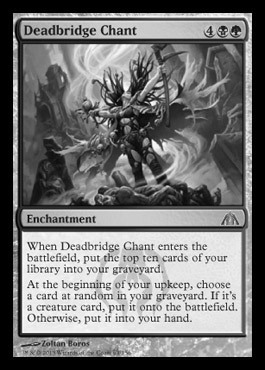 Deadbridge Chant 4
Enchantment
When Deadbridge Chant enters the
battlefield, put the top ten cards of your
library into your graveyard.
At the beginning of your upkeep, choose
a card at random in your graveyard. If it's
a creature card, put it onto the battlefield.
Otherwise, put it into your hand.
Zoltan Boros